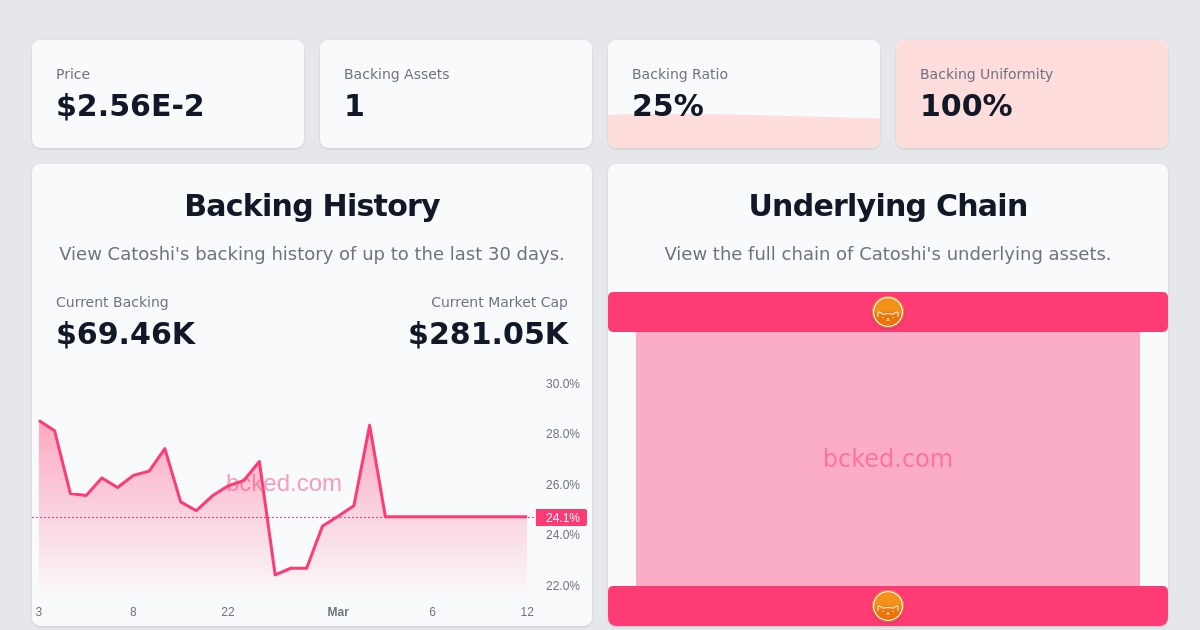 Price
$2.56E-2
Backing Assets
1
Backing Ratio
25%
Backing Uniformity
100%
Backing History
View Catoshi's backing history of up to the last 30 days.
Current Backing
$69.46K
Current Market Cap
$281.05K
30.0%
28.0%
26.0%
24.1%
24.0%
22.0%
bcked.com
3 8 22 Mar 6 12
Underlying Chain
View the full chain of Catoshi's underlying assets.
bcked.com